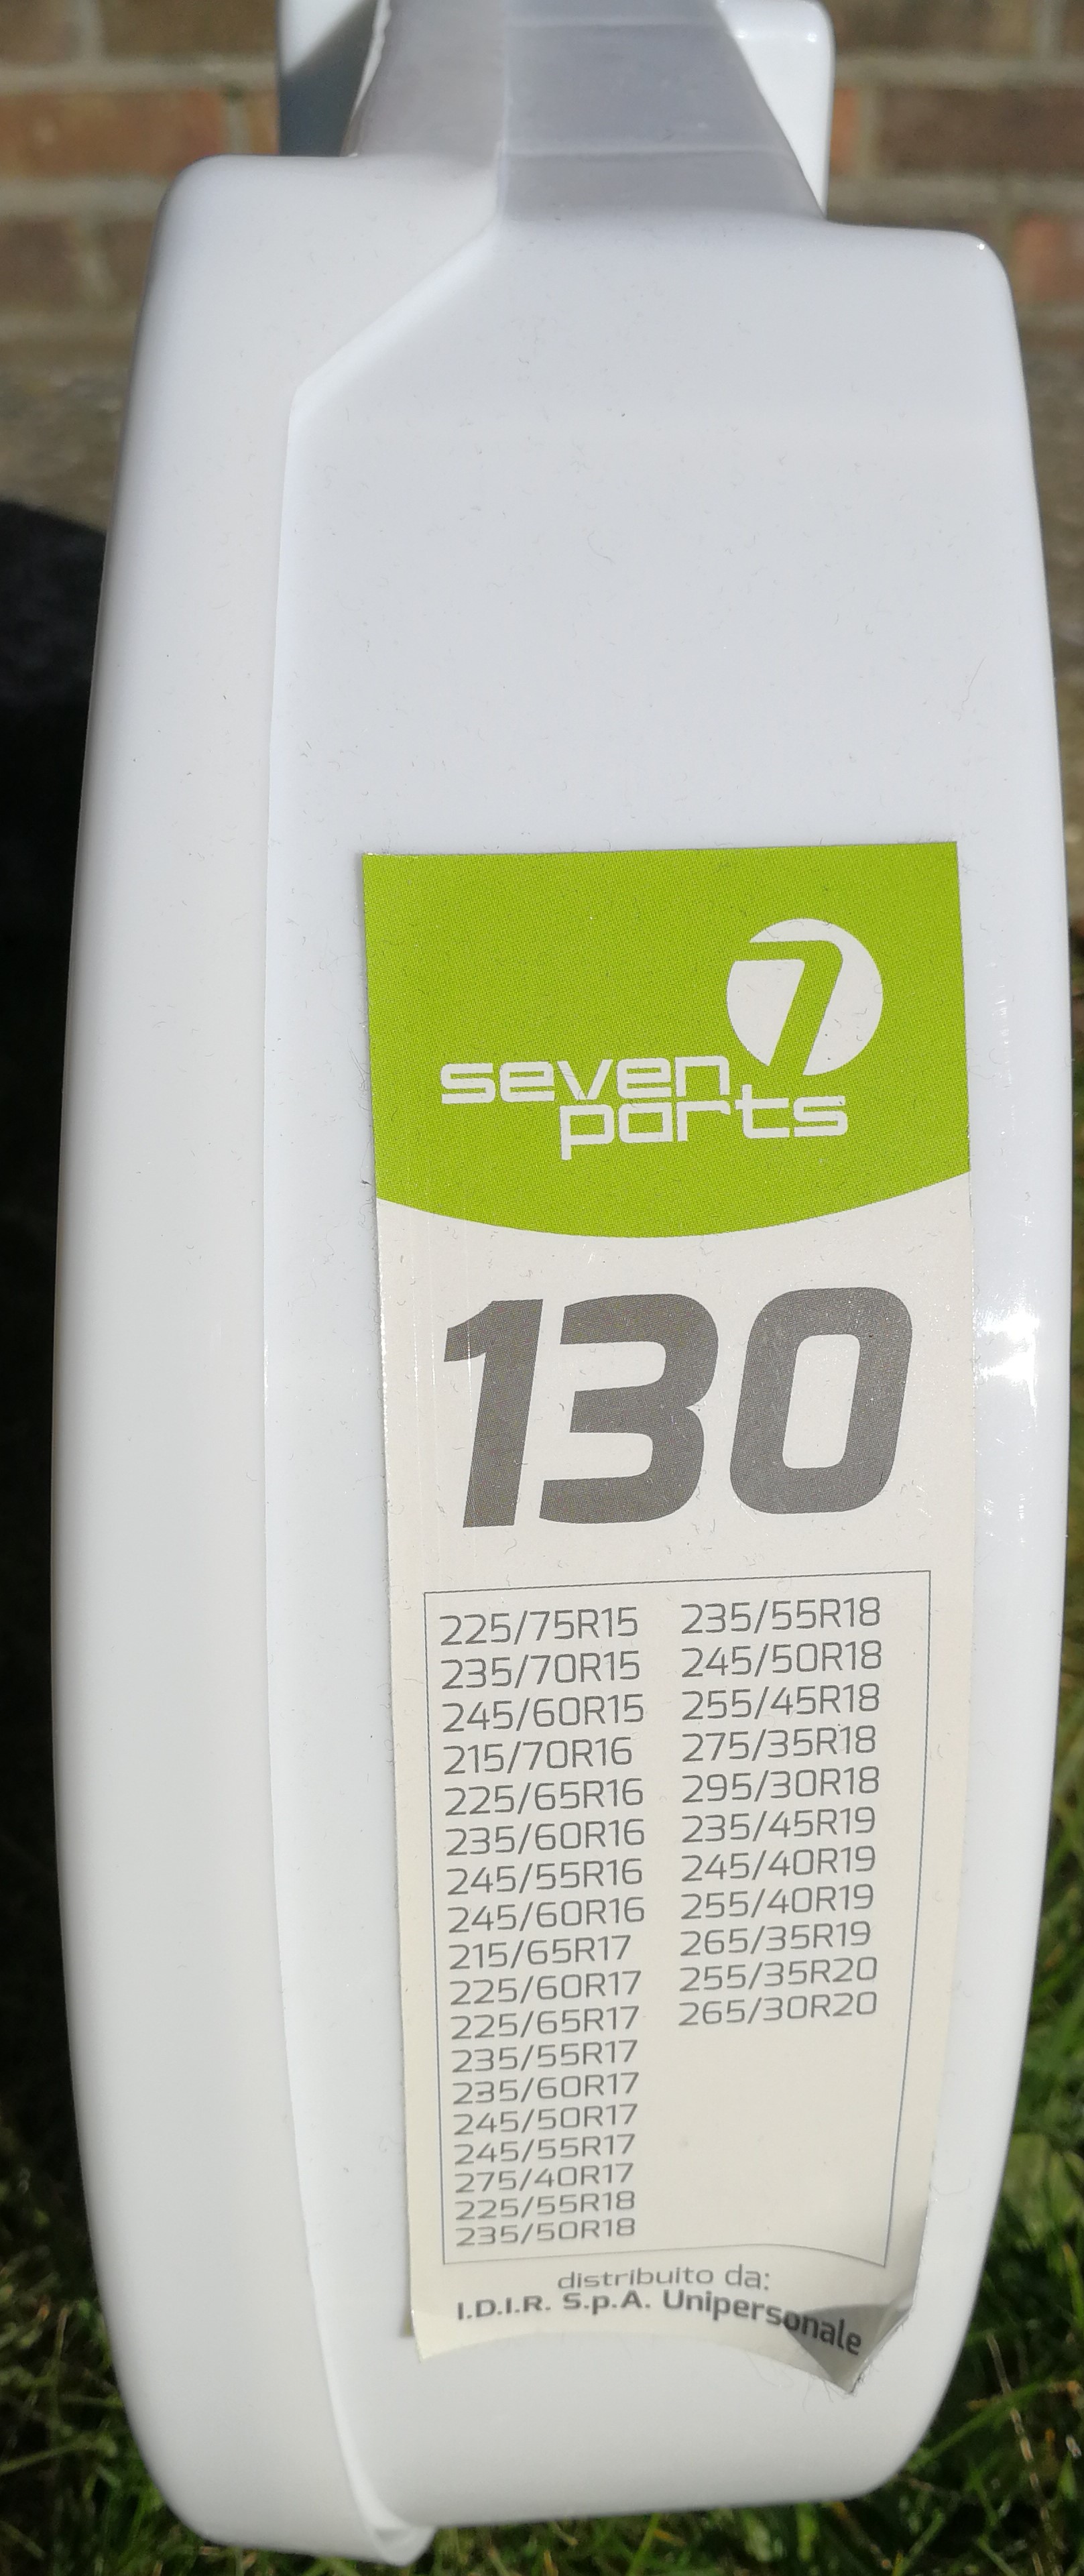 7
seven
parts
130
225/75R15
235/70R15
245/60R15
215/70R16
225/65R16
235/60R16
245/55R16
245/60R16
215/65R17
225/60R17
225/65R17
235/55R17
235/60R17
245/50R17
245/55R17
275/40R17
225/55R18
235/50R18
235/55R18
245/50R18
255/45R18
275/35R18
295/30R18
235/45R19
245/40R19
255/40R19
265/35R19
255/35R20
265/30R20
distribuito da:
I.D.I.R. S.p.A. Unipersonale